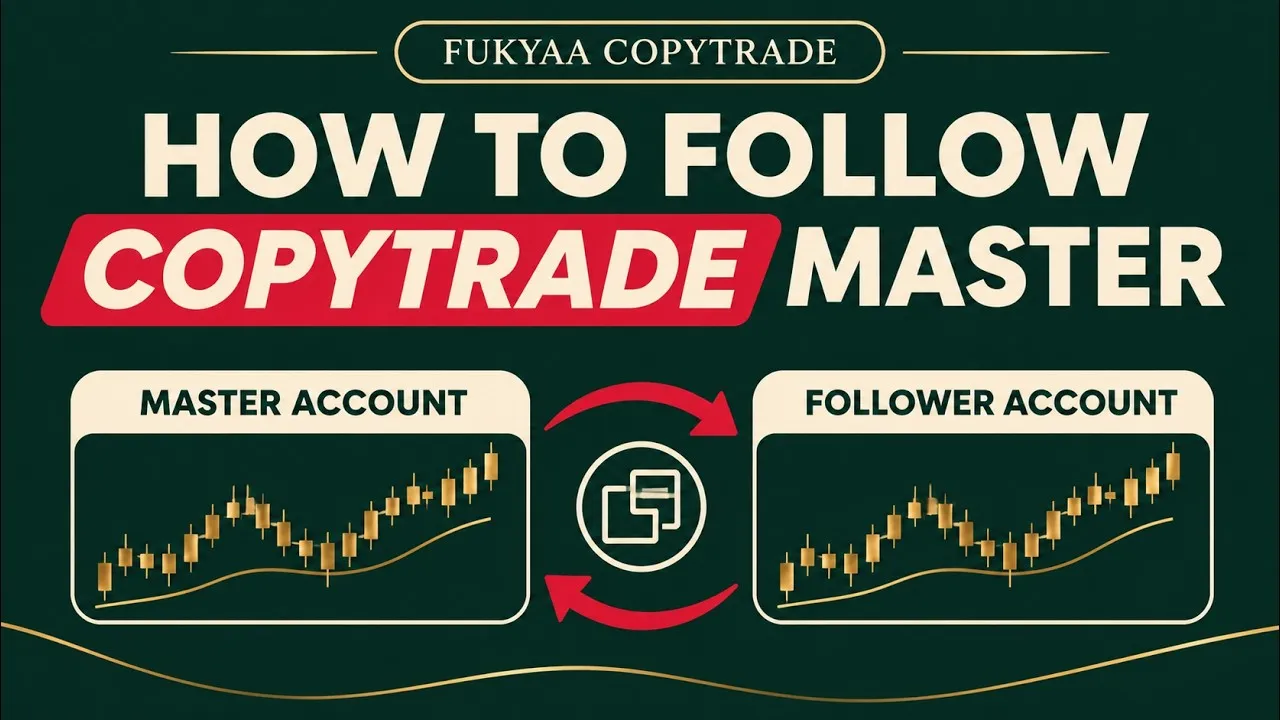 FUKYAA COPYTRADE
HOW TO FOLLOW
COPYTRADE MASTER
MASTER ACCOUNT
FOLLOWER ACCOUNT